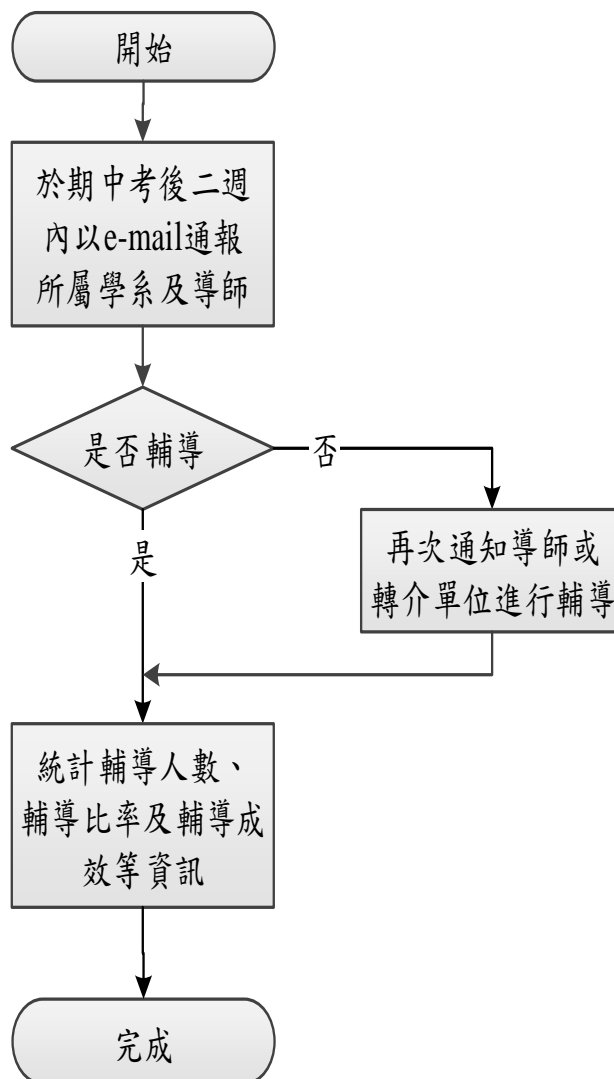 開始
於期中考後二週
內以e-mail通報
所屬學系及導師
是否輔導
否
是
再次通知導師或
轉介單位進行輔導
統計輔導人數、
輔導比率及輔導成
效等資訊
完成